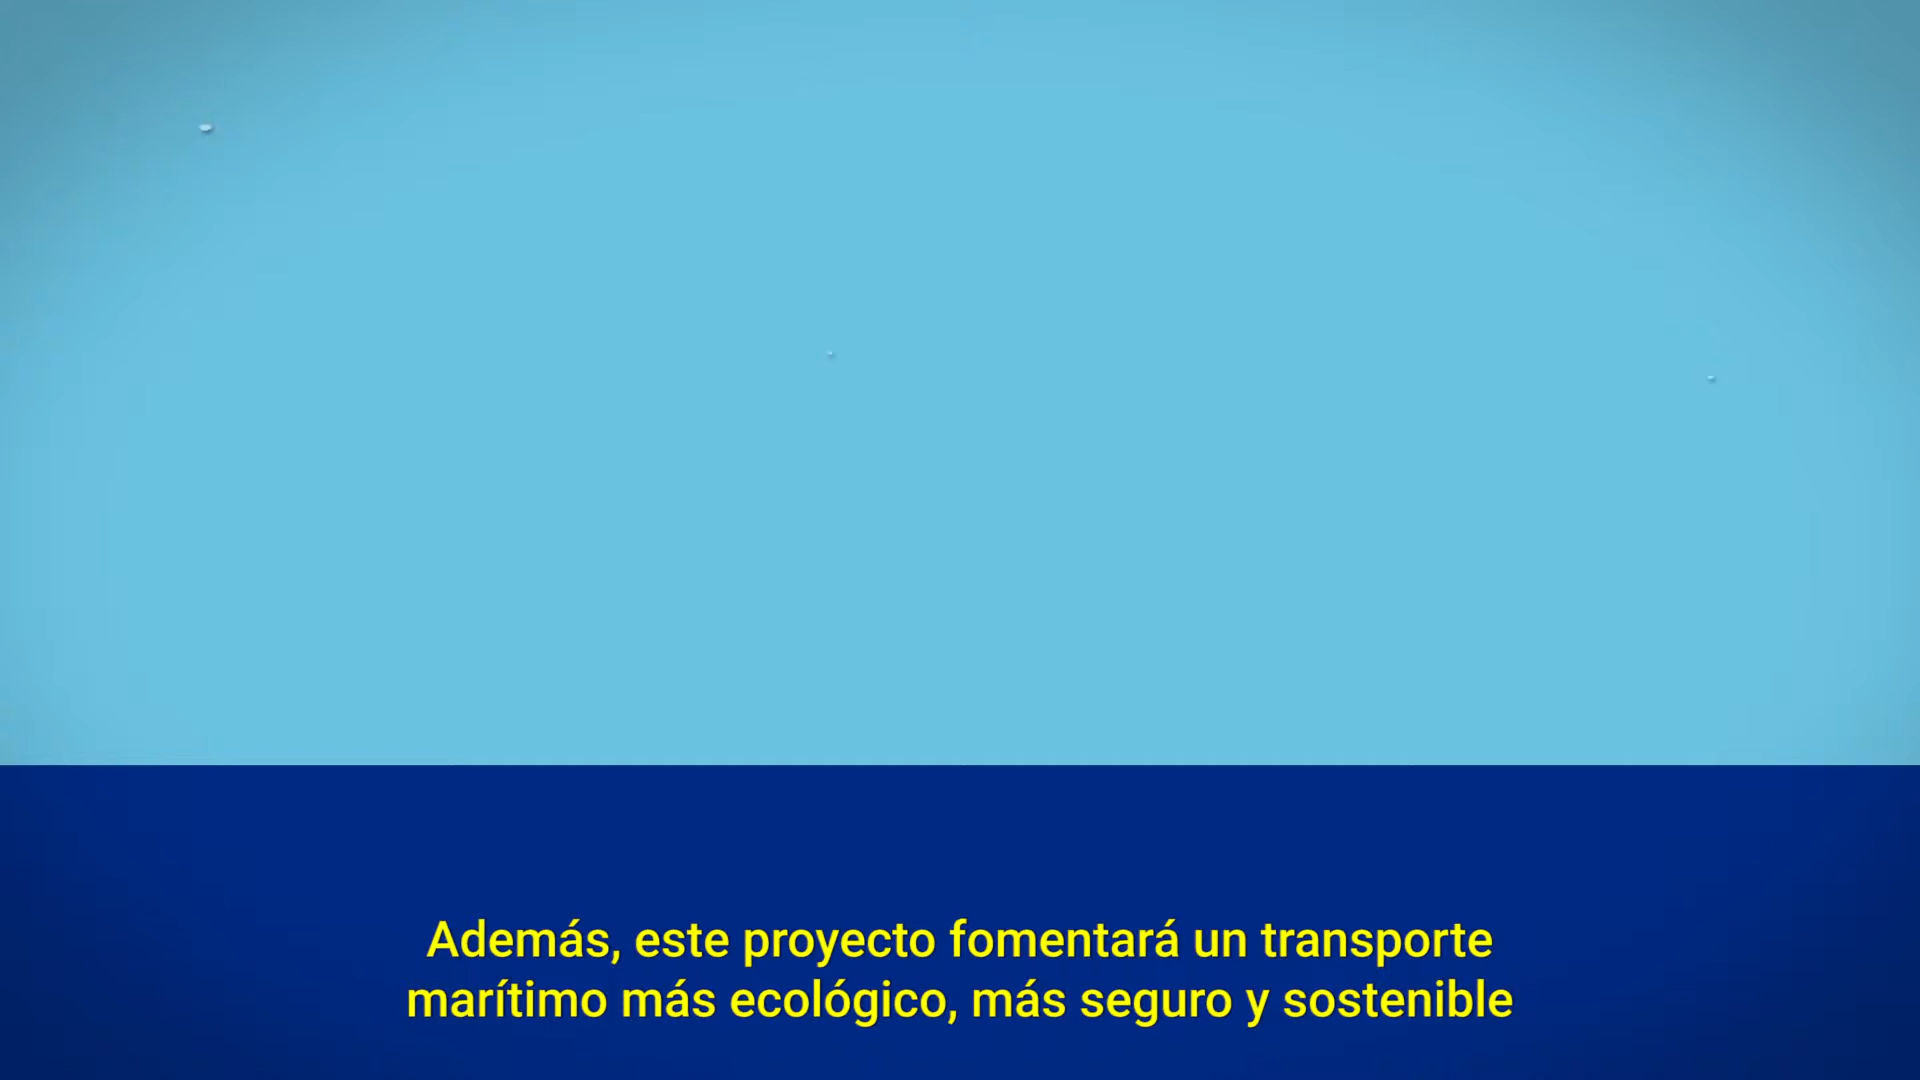 Además, este proyecto fomentará un transporte
marítimo más ecológico, más seguro y sostenible